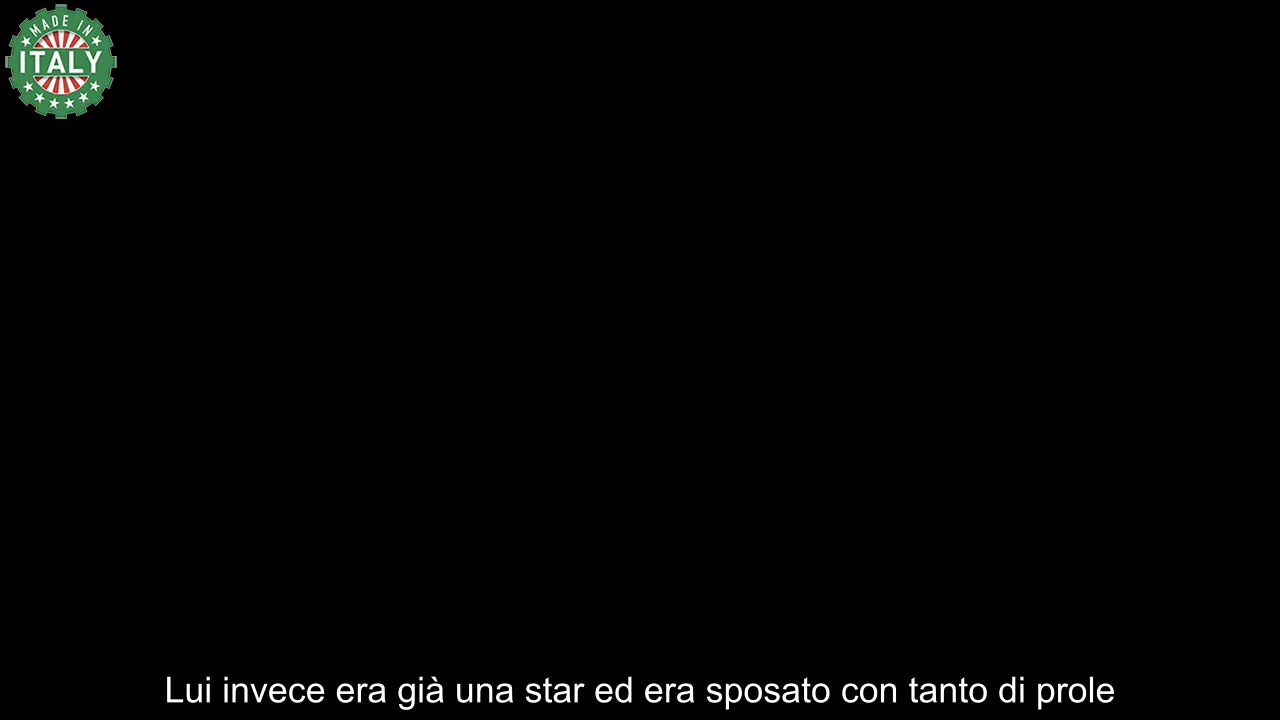 MADE IN
ITALY
Lui invece era già una star ed era sposato con tanto di prole